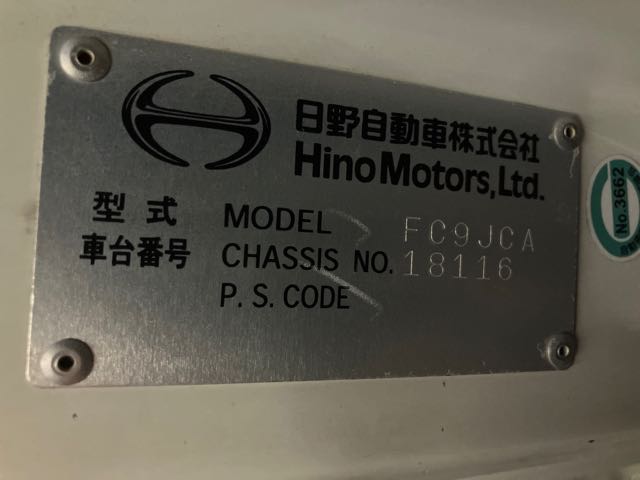 日野自動車株式会社
Hino Motors, Ltd.
型式 MODEL FC9JCA
車台番号 CHASSIS NO. 18116
P. S. CODE
No.3662